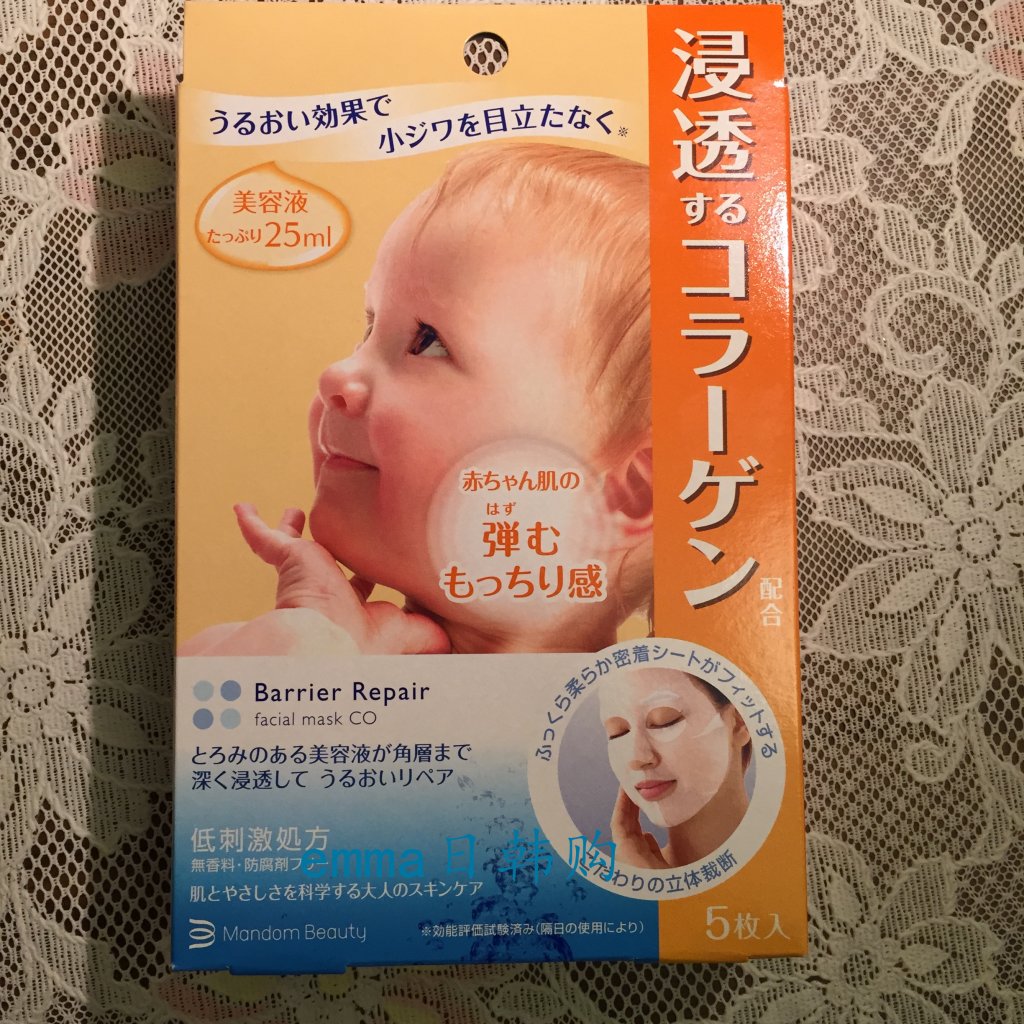 うるおい効果で
小ジワを目立たなく※
美容液
たっぷり25ml
浸透するコラーゲン
配合
赤ちゃん肌の
はず
弾む
もっちり感
Barrier Repair
facial mask CO
とろみのある美容液が角層まで
深く浸透して うるおいリペア
ふっくら柔らか密着シートがフィットする
わりの立体裁断
低刺激処方
無香料・防腐剤フ
emma日韩购
肌とやさしさを科学する大人のスキンケア
Mandom Beauty
※効能評価試験済み(隔日の使用により)
5枚入